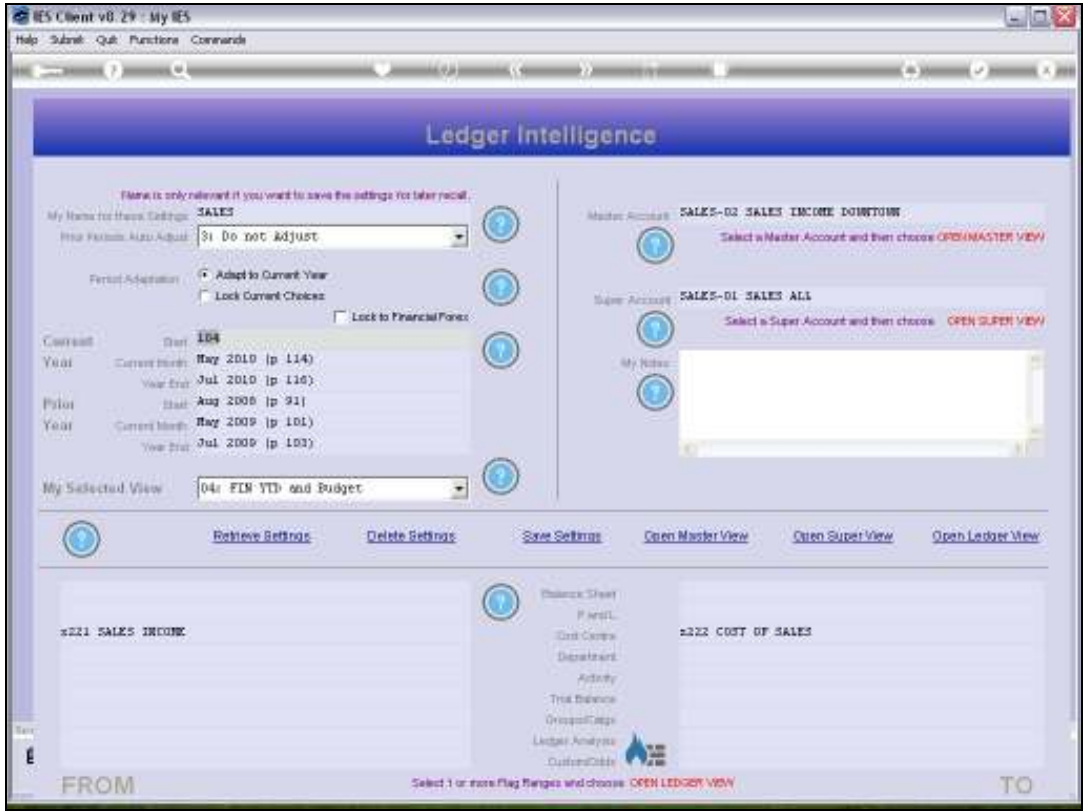 IES Client v8.29 : My IES
Help Submit Quit Functions Commands
Ledger Intelligence
Name is only relevant if you want to save the settings for later recall.
My Name for these Settings SALES
Prior Periods Auto Adjust 3: Do not Adjust
Period Adaptation Adapt to Current Year
Lock Current Choices
Lock to Financial Forex
Current Start 104
Year Current Month May 2010 (p 114)
Year End Jul 2010 (p 116)
Prior Start Aug 2008 (p 91)
Year Current Month May 2009 (p 101)
Year End Jul 2009 (p 103)
My Selected View 04: FIN YTD and Budget
Master Account SALES-02 SALES INCOME DOWNTOWN
Select a Master Account and then choose OPEN MASTER VIEW
Super Account SALES-01 SALES ALL
Select a Super Account and then choose OPEN SUPER VIEW
My Notes
Retrieve Settings Delete Settings Save Settings Open Master View Open Super View Open Ledger View
Balance Sheet
P and L
z221 SALES INCOME Cost Centre z222 COST OF SALES
Department
Activity
Trial Balance
Groups/Catgs
Ledger Analysis
FROM Select 1 or more Flag Ranges and choose OPEN LEDGER VIEW TO